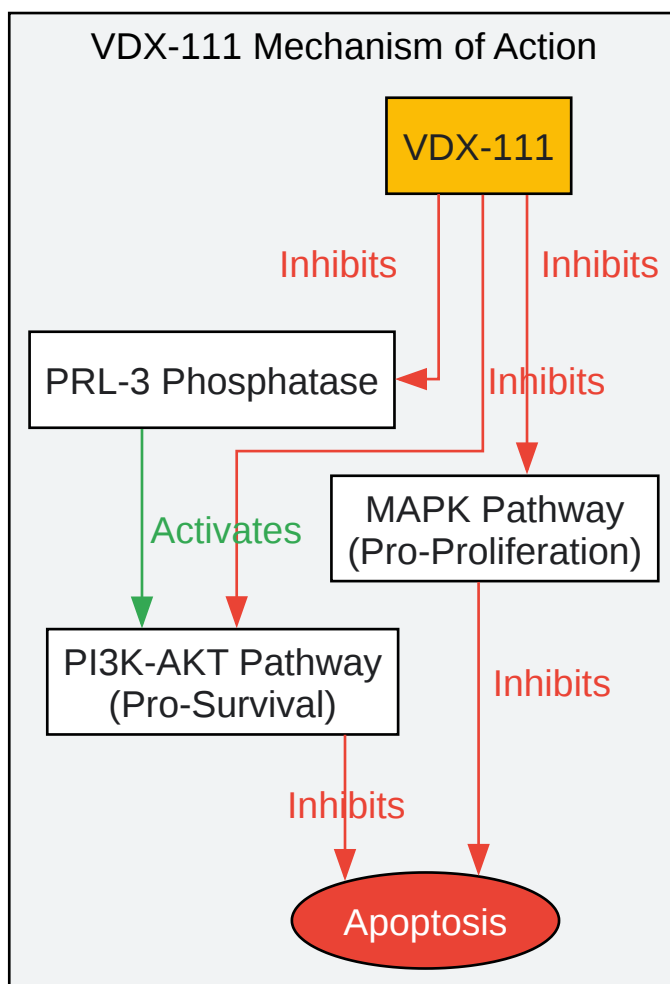 VDX-111 Mechanism of Action
VDX-111
Inhibits
Inhibits
PRL-3 Phosphatase
Inhibits
MAPK Pathway
(Pro-Proliferation)
Activates
PI3K-AKT Pathway
(Pro-Survival)
Inhibits
Inhibits
Apoptosis